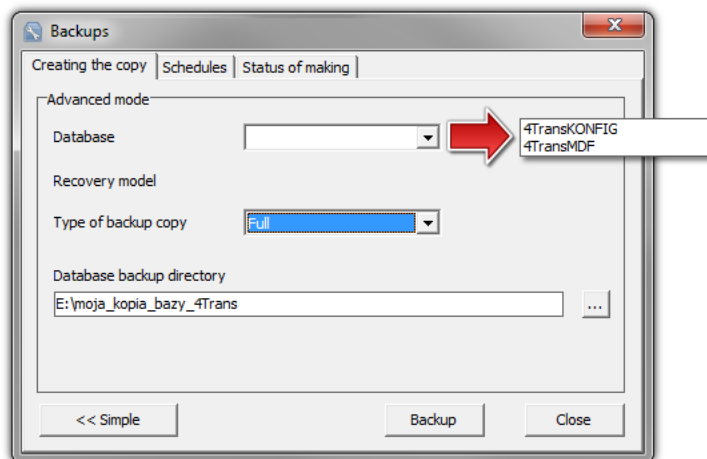 Backups
Creating the copy Schedules Status of making
Advanced mode
Database
4TransKONFIG
4TransMDF
Recovery model
Type of backup copy Full
Database backup directory
E:\moja_kopia_bazy_4Trans ...
<< Simple Backup Close